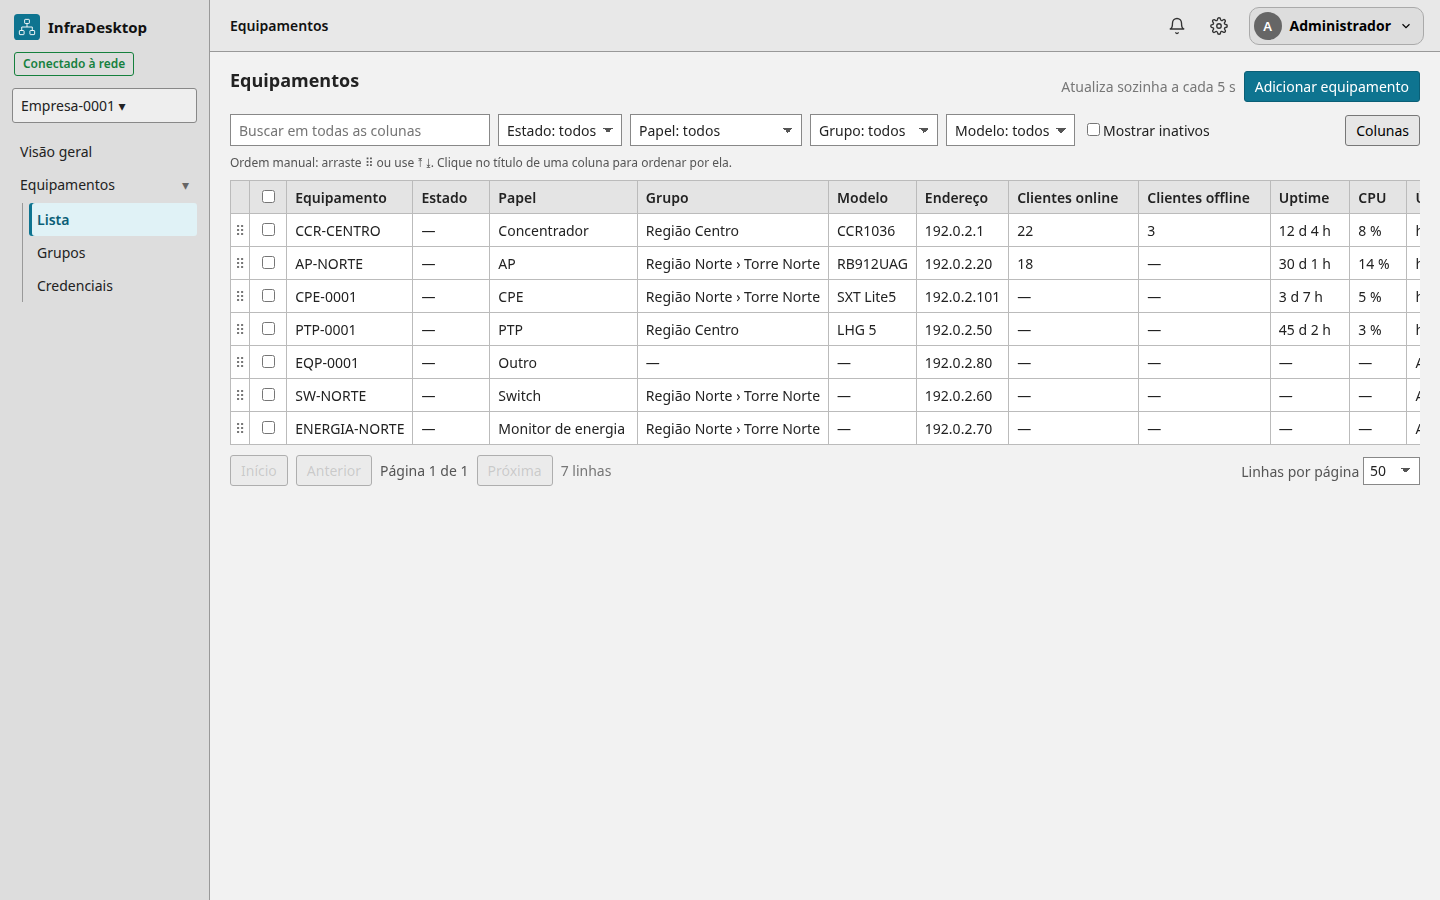 InfraDesktop
Conectado à rede
Empresa-0001 ▾
Visão geral
Equipamentos ▾
Lista
Grupos
Credenciais
Equipamentos
A Administrador
Equipamentos
Atualiza sozinha a cada 5 s Adicionar equipamento
Buscar em todas as colunas Estado: todos Papel: todos Grupo: todos Modelo: todos Mostrar inativos Colunas
Ordem manual: arraste ⠿ ou use ⤒ ⤓. Clique no título de uma coluna para ordenar por ela.
Equipamento Estado Papel Grupo Modelo Endereço Clientes online Clientes offline Uptime CPU
CCR-CENTRO — Concentrador Região Centro CCR1036 192.0.2.1 22 3 12 d 4 h 8 %
AP-NORTE — AP Região Norte › Torre Norte RB912UAG 192.0.2.20 18 — 30 d 1 h 14 %
CPE-0001 — CPE Região Norte › Torre Norte SXT Lite5 192.0.2.101 — — 3 d 7 h 5 %
PTP-0001 — PTP Região Centro LHG 5 192.0.2.50 — — 45 d 2 h 3 %
EQP-0001 — Outro — — 192.0.2.80 — — — —
SW-NORTE — Switch Região Norte › Torre Norte — 192.0.2.60 — — — —
ENERGIA-NORTE — Monitor de energia Região Norte › Torre Norte — 192.0.2.70 — — — —
Início Anterior Página 1 de 1 Próxima 7 linhas Linhas por página 50